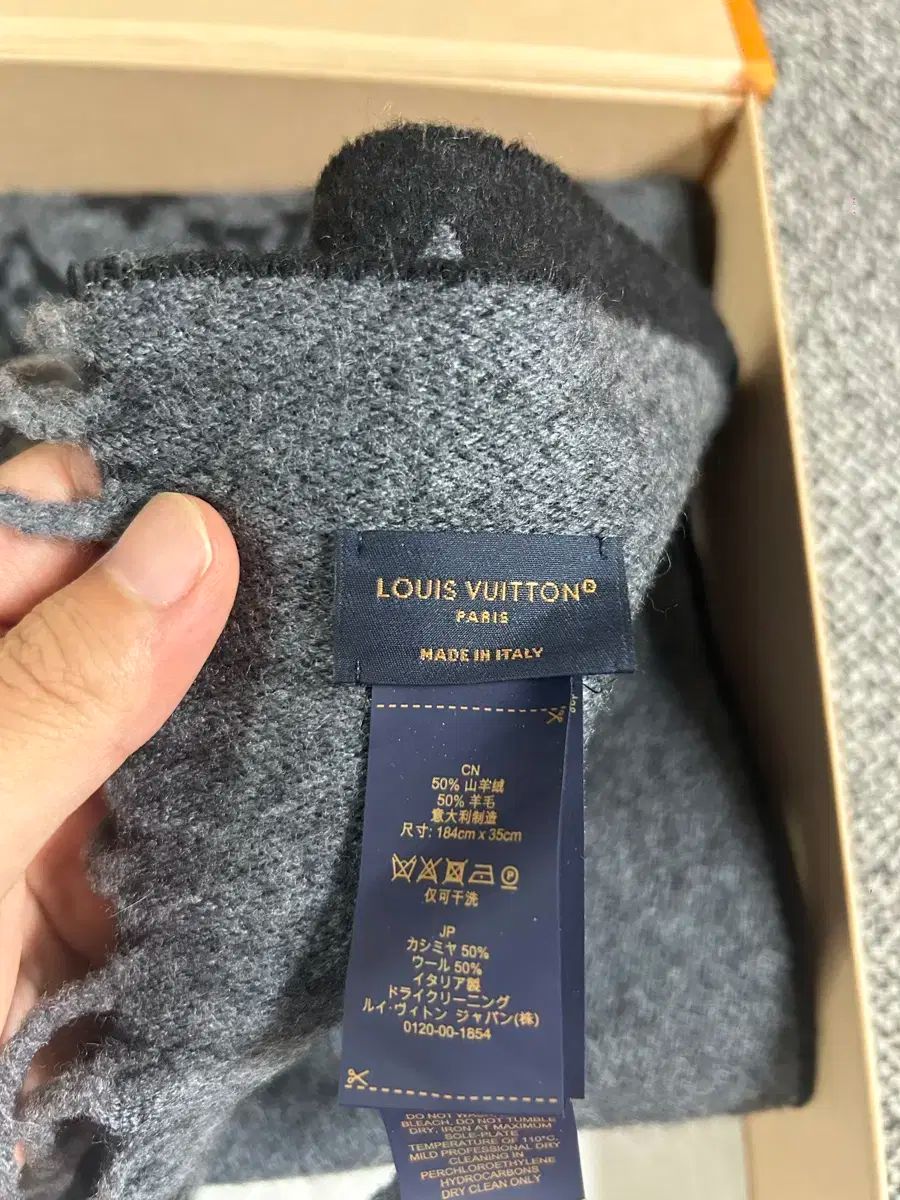 LOUIS VUITTON®
PARIS
MADE IN ITALY
CN
50% 山羊绒
50% 羊毛
意大利制造
尺寸: 184cm x 35cm
仅可干洗
JP
カシミヤ 50%
ウール 50%
イタリア製
ドライクリーニング
ルイ・ヴィトン ジャパン(株)
0120-00-1854
DO NOT
BLEACH, DO NOT TUMBLE
DRY, IRON AT MAXIMUM
SOLE-PLATE
TEMPERATURE OF 110°C,
MILD PROFESSIONAL DRY
CLEANING IN
PERCHLOROETHYLENE
HYDROCARBONS
DRY CLEAN ONLY